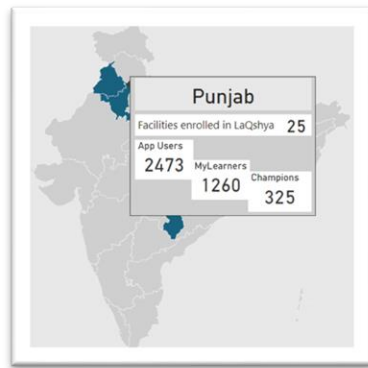 Punjab
Facilities enrolled in LaQshya 25
App Users
2473
MyLearners
1260
Champions
325